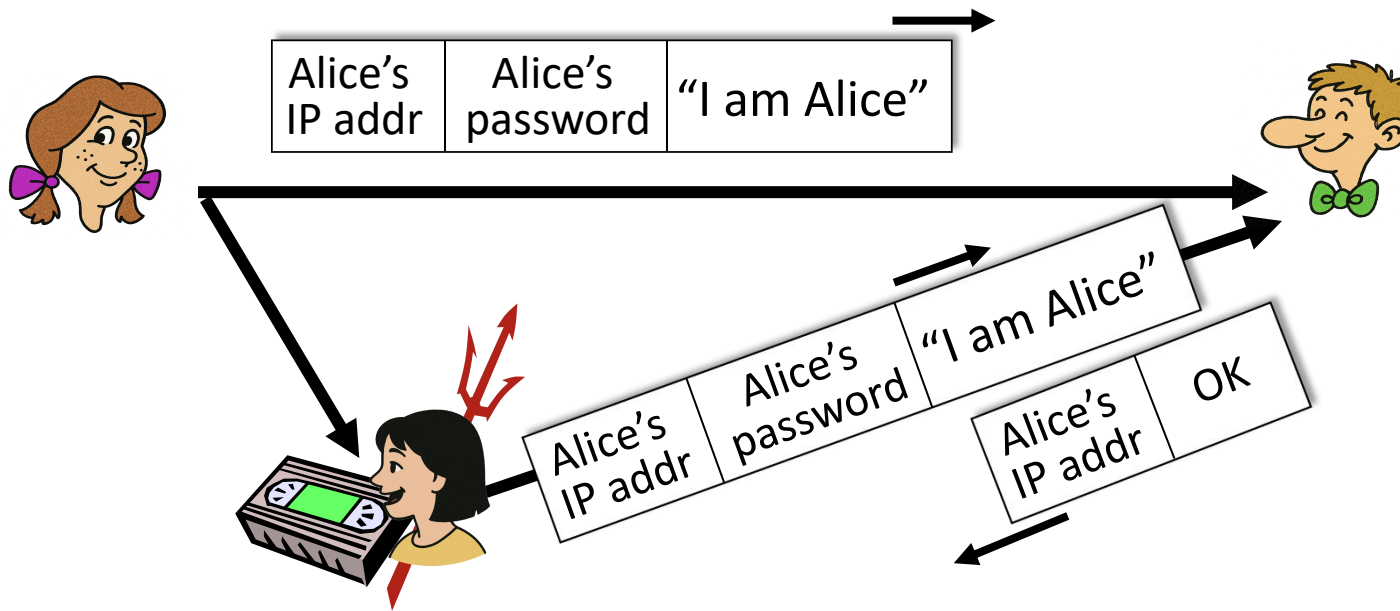 Alice’s
IP addr
Alice’s
password
“I am Alice”
Alice’s
IP addr
Alice’s
password
“I am Alice”
Alice’s
IP addr
OK